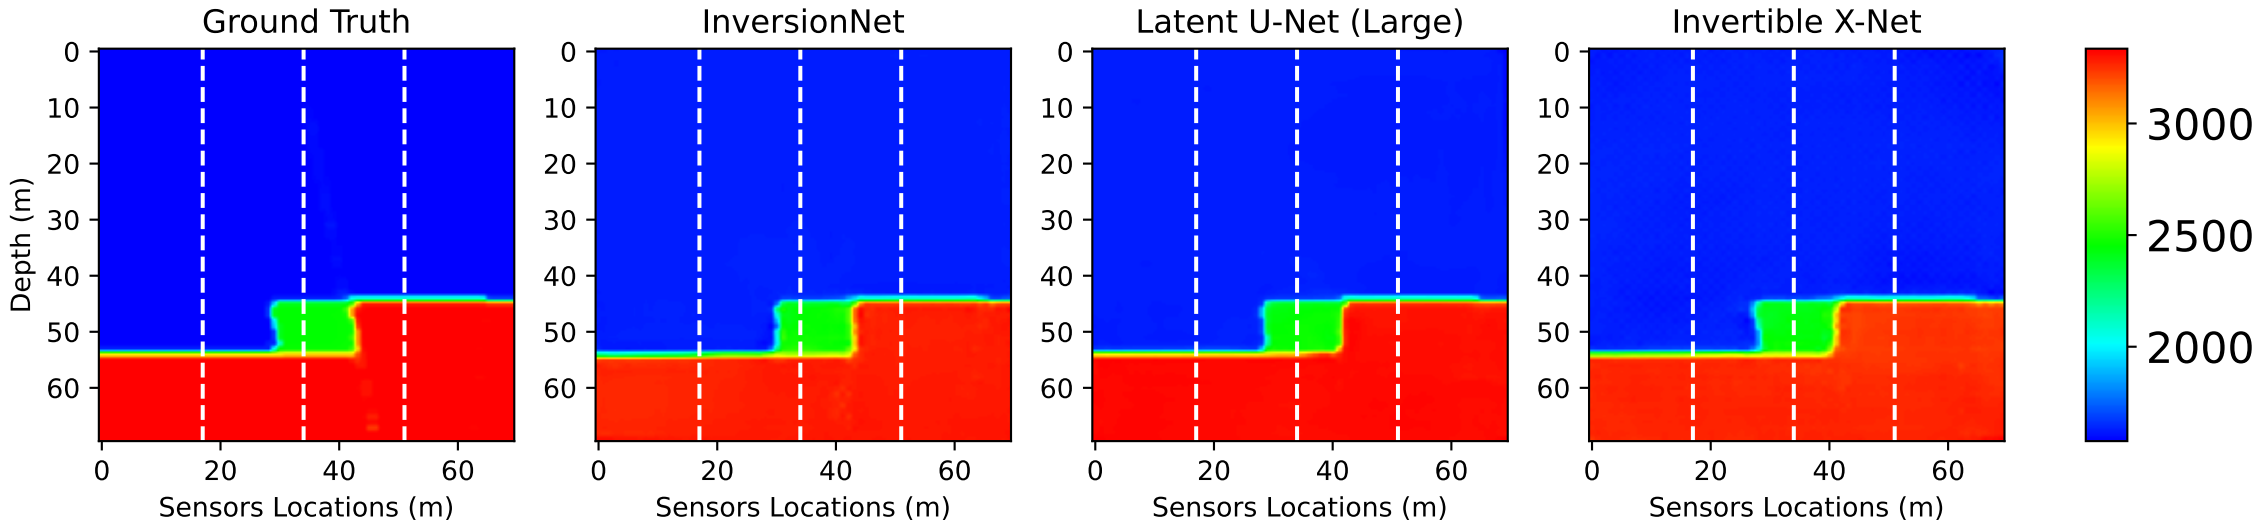 Ground Truth InversionNet Latent U-Net (Large) Invertible X-Net
Depth (m)
0 0 0 0
10 10 10 10 3000
20 20 20 20
30 30 30 30 2500
40 40 40 40
50 50 50 50 2000
60 60 60 60
0 20 40 60 0 20 40 60 0 20 40 60 0 20 40 60
Sensors Locations (m) Sensors Locations (m) Sensors Locations (m) Sensors Locations (m)